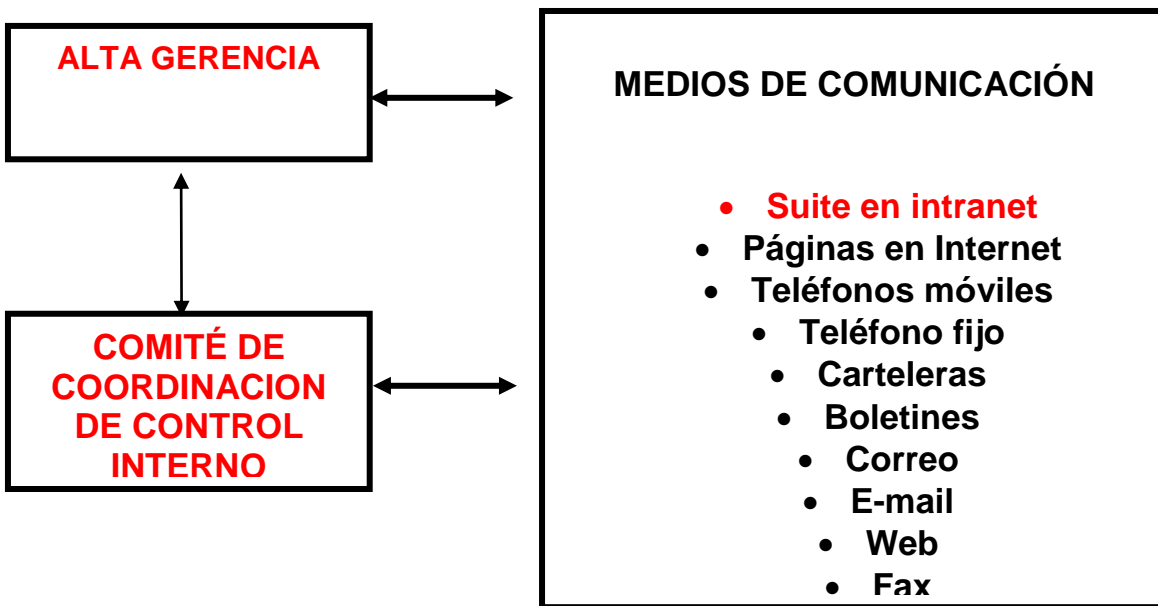 ALTA GERENCIA
COMITÉ DE
COORDINACION
DE CONTROL
INTERNO
MEDIOS DE COMUNICACIÓN
• Suite en intranet
• Páginas en Internet
• Teléfonos móviles
• Teléfono fijo
• Carteleras
• Boletines
• Correo
• E-mail
• Web
• Fax